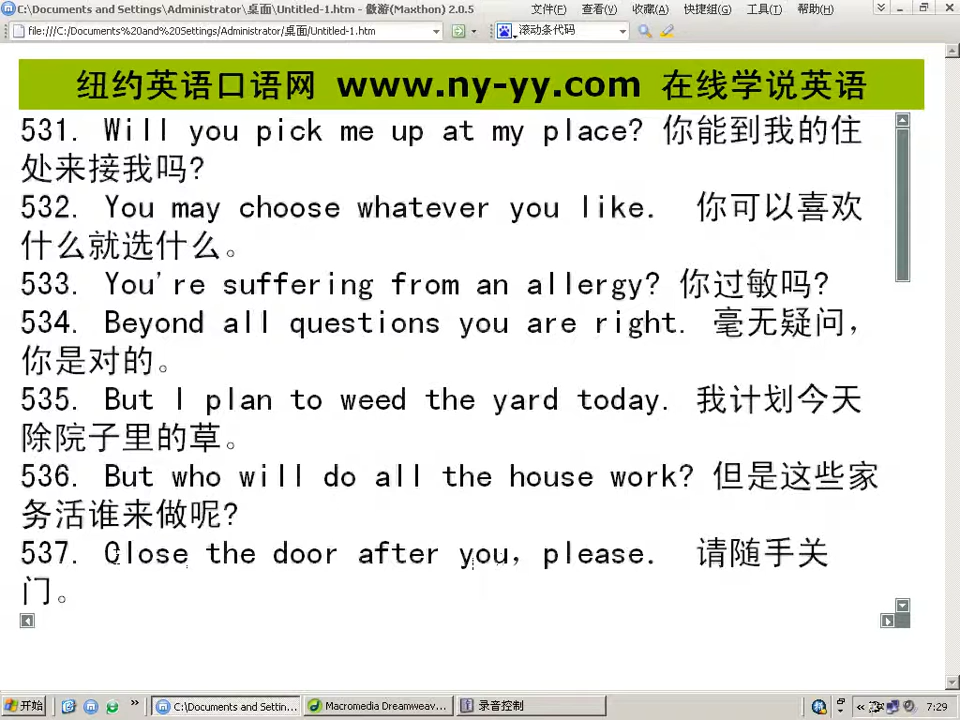 C:\Documents and Settings\Administrator\桌面\Untitled-1.htm - 傲游(Maxthon) 2.0.5
文件(F) 查看(V) 收藏(A) 快捷组(G) 工具(T) 帮助(H)
file:///C:/Documents%20and%20Settings/Administrator/桌面/Untitled-1.htm
滚动条代码
纽约英语口语网 www.ny-yy.com 在线学说英语
531. Will you pick me up at my place? 你能到我的住
处来接我吗?
532. You may choose whatever you like. 你可以喜欢
什么就选什么。
533. You're suffering from an allergy? 你过敏吗?
534. Beyond all questions you are right. 毫无疑问,
你是对的。
535. But I plan to weed the yard today. 我计划今天
除院子里的草。
536. But who will do all the house work? 但是这些家
务活谁来做呢?
537. Close the door after you, please. 请随手关
门。
开始 C:\Documents and Settin... Macromedia Dreamweav... 录音控制 7:29